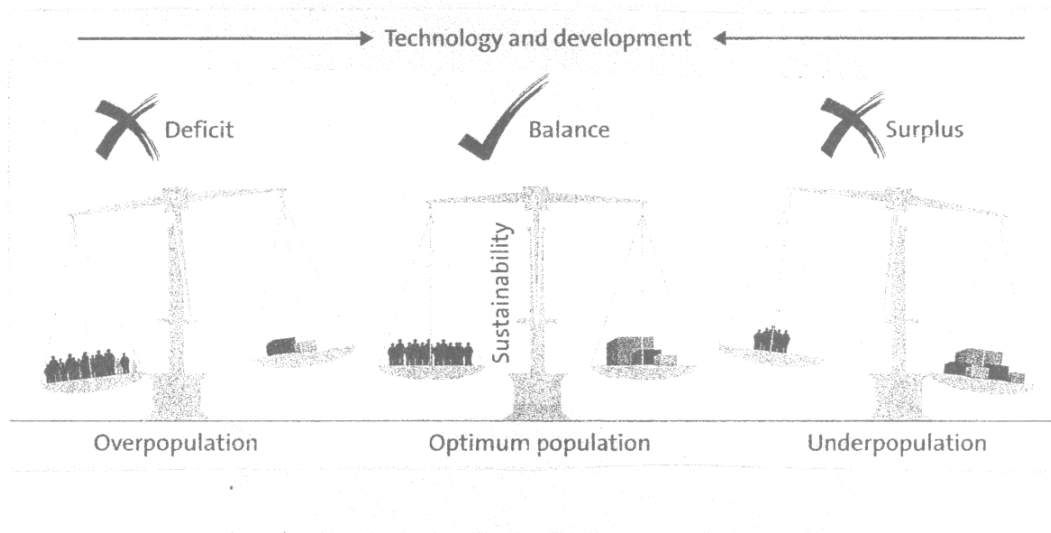 Technology and development
Deficit
Balance
Surplus
Sustainability
Overpopulation
Optimum population
Underpopulation